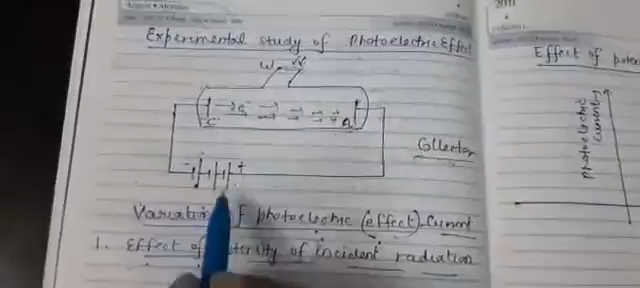 Experimental study of Photoelectric Effect
W
e-
C
A
- +
Collector
Variation of photoelectric (effect) current
1. Effect of intensity of incident radiation
2011
Effect of
Photoelectric
current